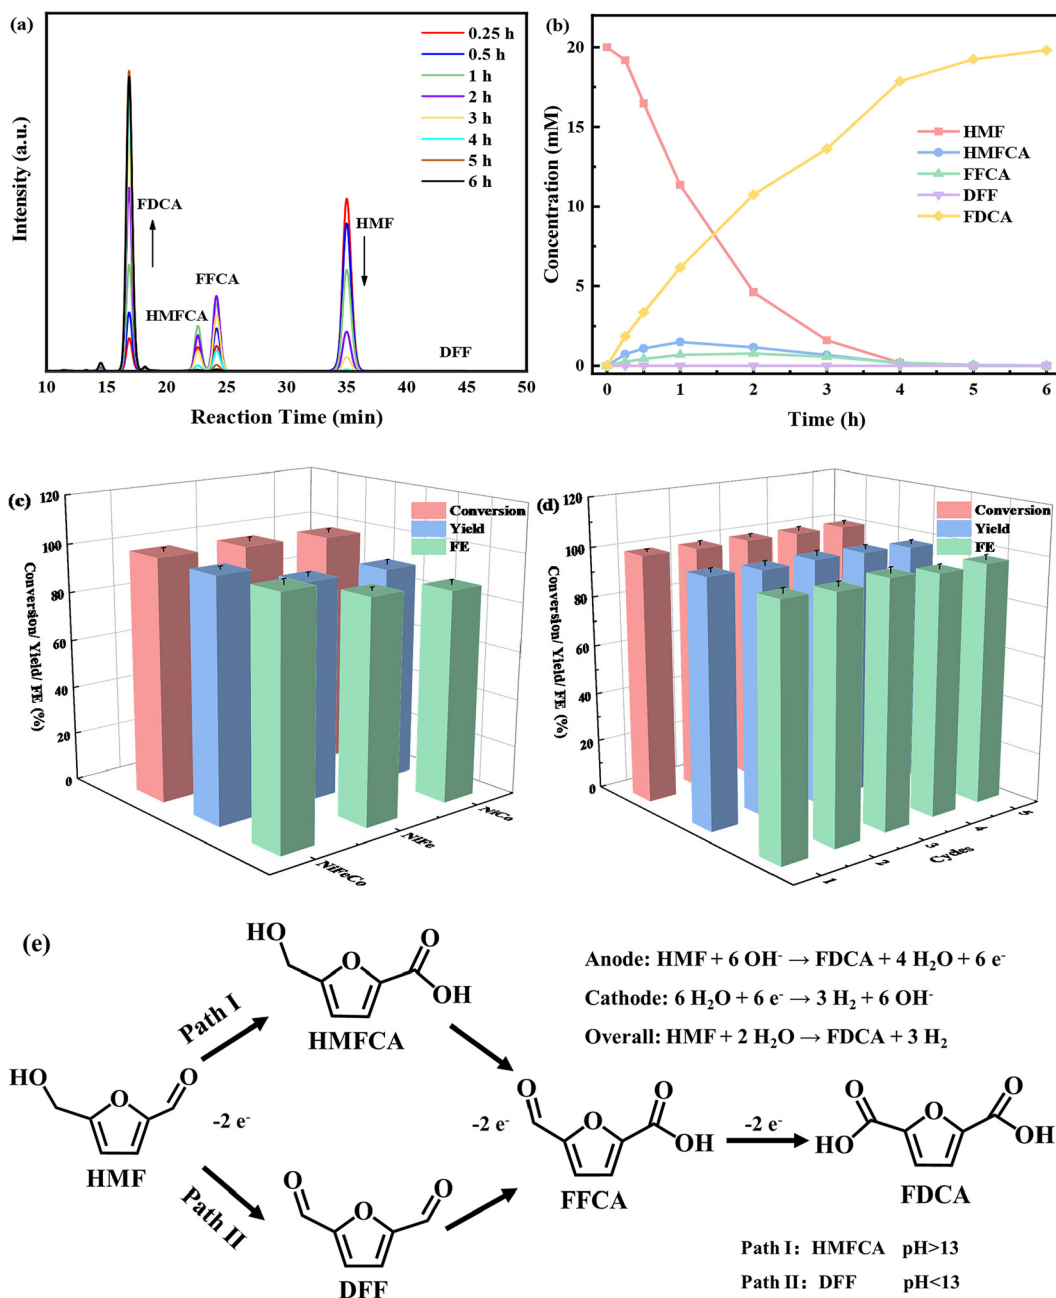 (a)
Intensity (a.u.)
0.25 h
0.5 h
1 h
2 h
3 h
4 h
5 h
6 h
FDCA
HMF
FFCA
HMFCA
DFF
10 15 20 25 30 35 40 45 50
Reaction Time (min)
(b)
Concentration (mM)
20
15
10
5
0
HMF
HMFCA
FFCA
DFF
FDCA
0 1 2 3 4 5 6
Time (h)
(c)
Conversion/ Yield/ FE (%)
120
100
80
60
40
20
0
Conversion
Yield
FE
NiFeCo
NiFe
NiCo
(d)
Conversion/ Yield/ FE (%)
120
100
80
60
40
20
0
Conversion
Yield
FE
1 2 3 4 5
Cycles
(e)
HO
O
O
OH
HMFCA
Path I
HO
O
O
HMF
-2 e⁻
Path II
O
O
O
DFF
-2 e⁻
O
O
O
OH
FFCA
-2 e⁻
O
HO
O
O
OH
FDCA
Anode: HMF + 6 OH⁻ → FDCA + 4 H₂O + 6 e⁻
Cathode: 6 H₂O + 6 e⁻ → 3 H₂ + 6 OH⁻
Overall: HMF + 2 H₂O → FDCA + 3 H₂
Path I: HMFCA pH>13
Path II: DFF pH<13